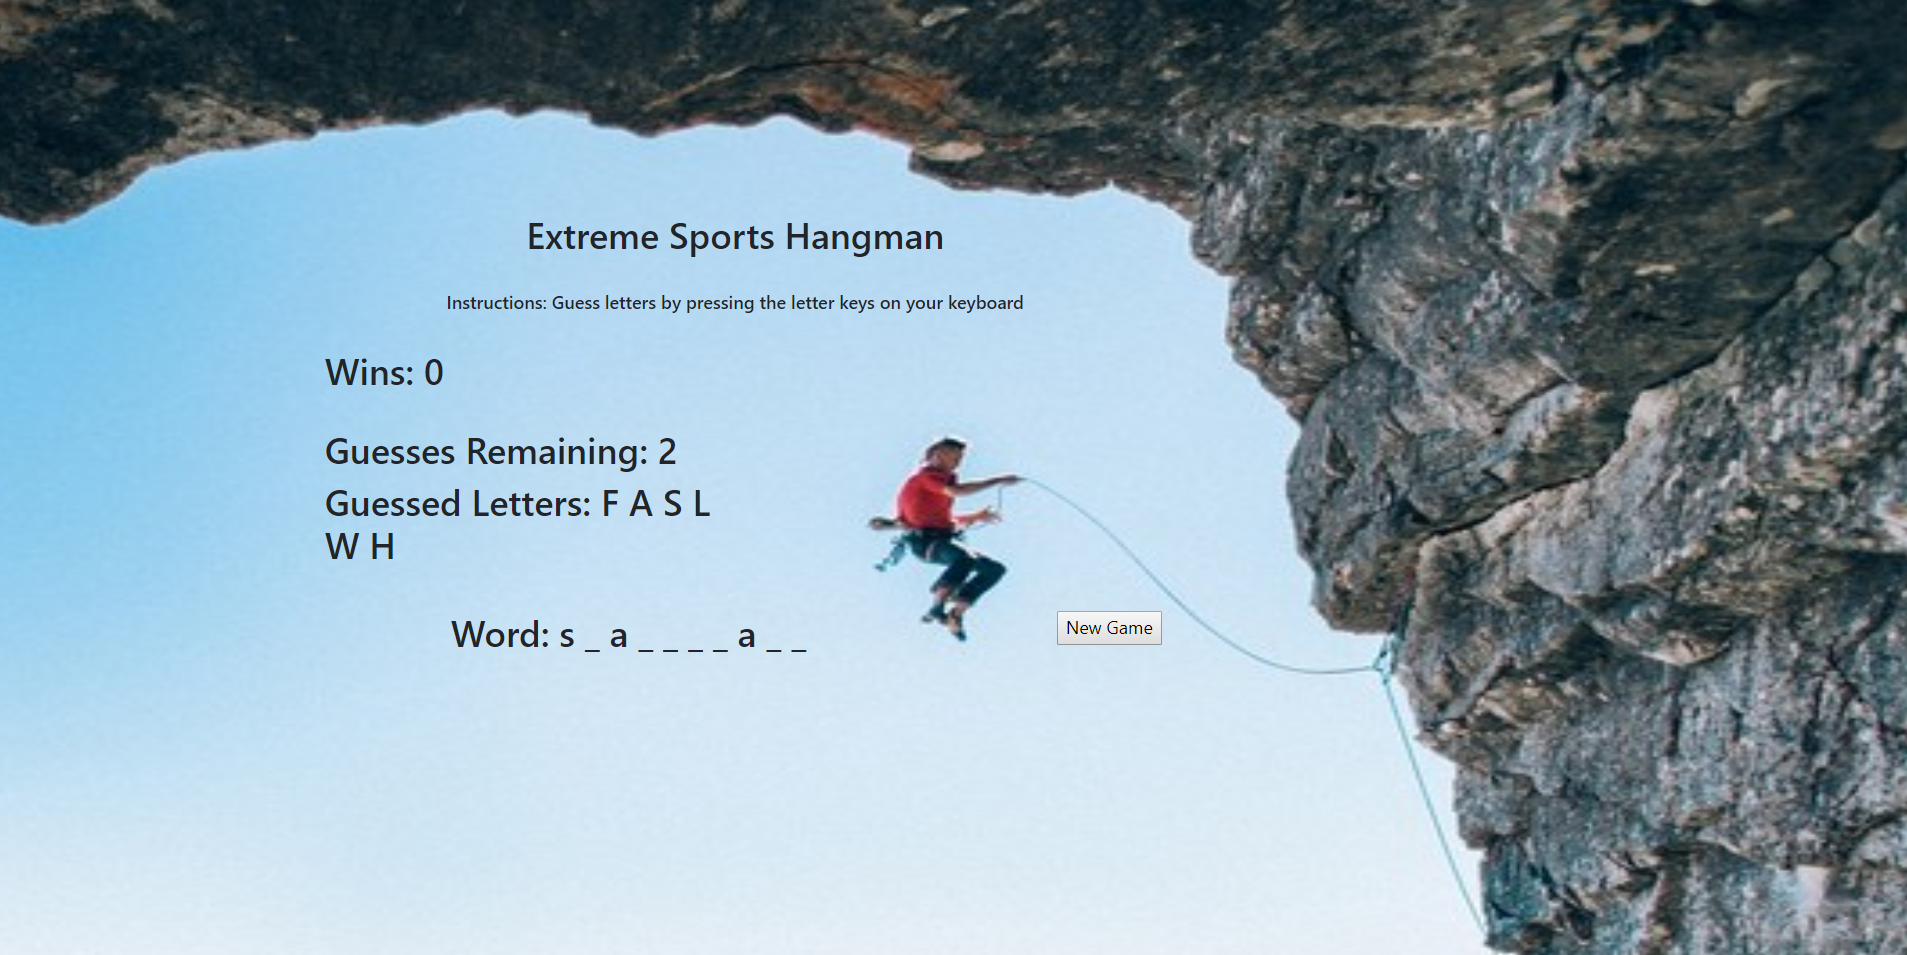 Extreme Sports Hangman
Instructions: Guess letters by pressing the letter keys on your keyboard
Wins: 0
Guesses Remaining: 2
Guessed Letters: F A S L
W H
Word: s _ a _ _ _ _ a _ _
New Game